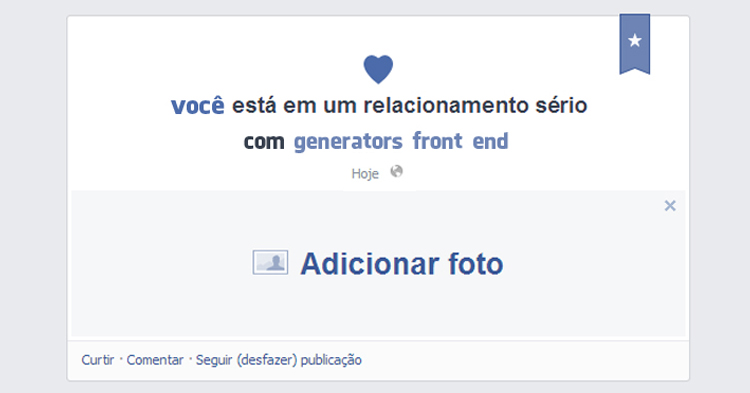 você está em um relacionamento sério
com generators front end
Hoje
Adicionar foto
Curtir · Comentar · Seguir (desfazer) publicação